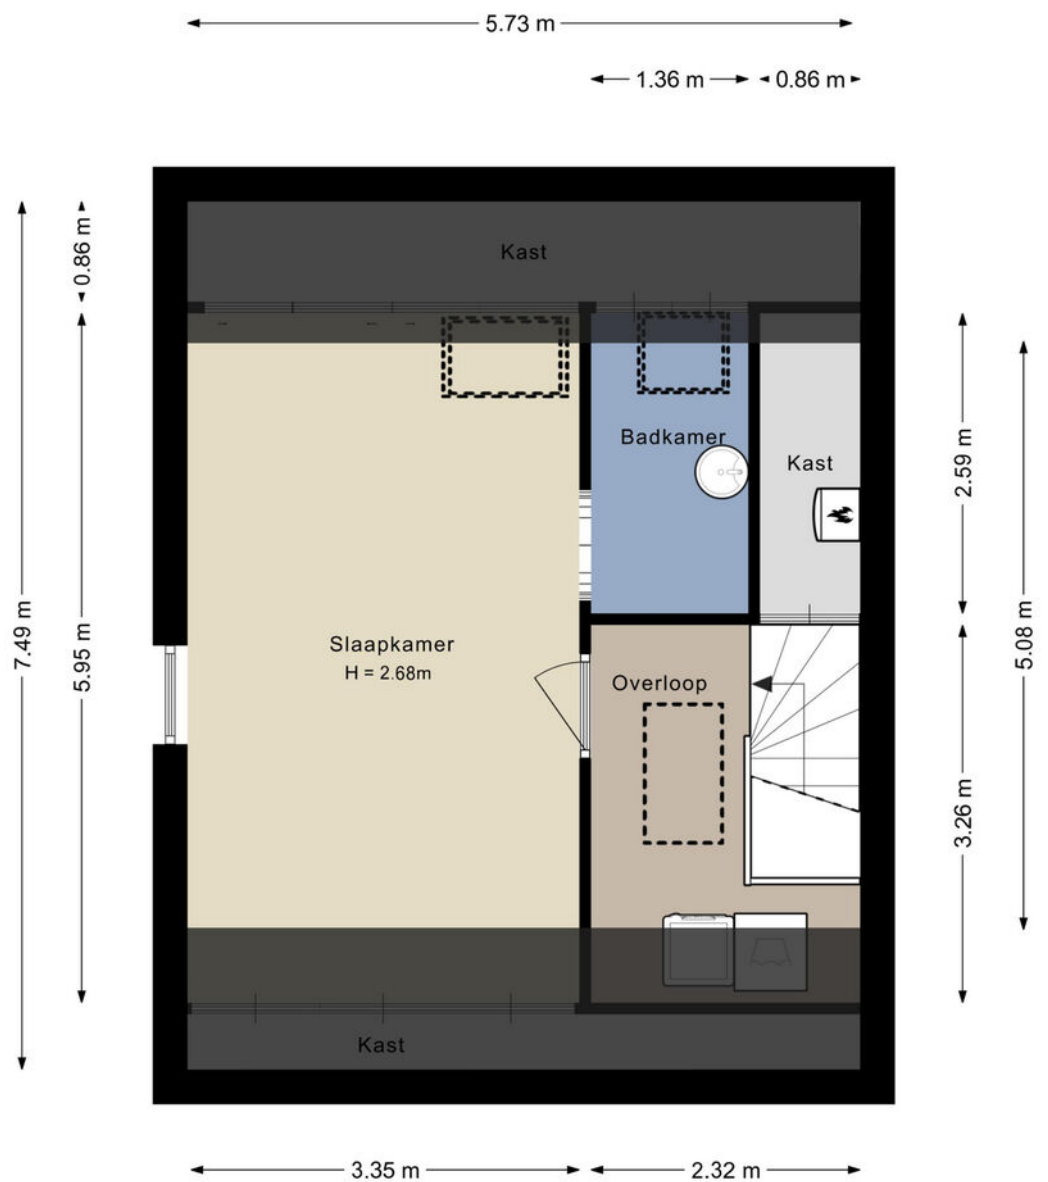 5.73 m
1.36 m
0.86 m
0.86 m
Kast
2.59 m
Badkamer
Kast
7.49 m
5.95 m
Slaapkamer
H = 2.68m
Overloop
5.08 m
3.26 m
Kast
3.35 m
2.32 m